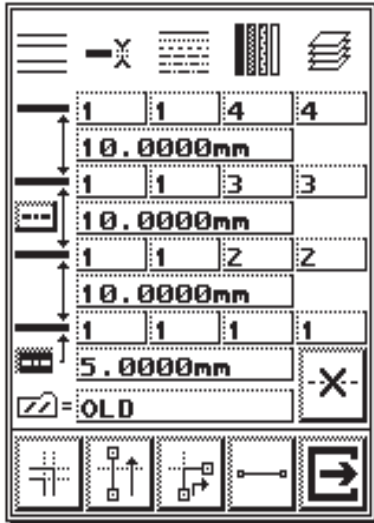 1 1 4 4
10.0000mm
1 1 3 3
10.0000mm
1 1 2 2
10.0000mm
1 1 1 1
5.0000mm
=OLD